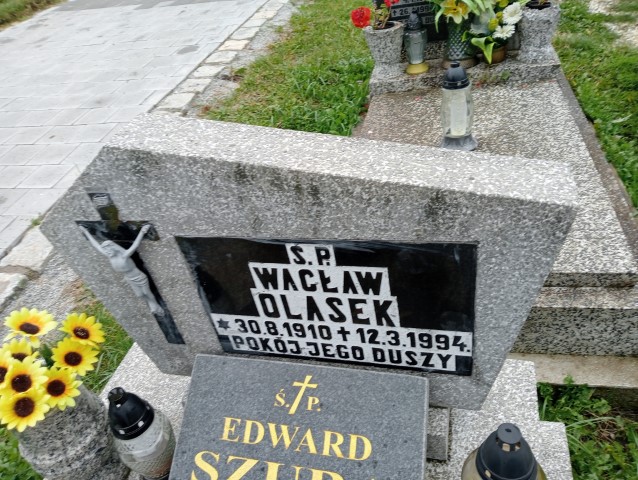 Ś.P.
WACŁAW
OLASEK
✶ 30.8.1910 ✝ 12.3.1994.
POKÓJ JEGO DUSZY
Ś. ✝ P.
EDWARD